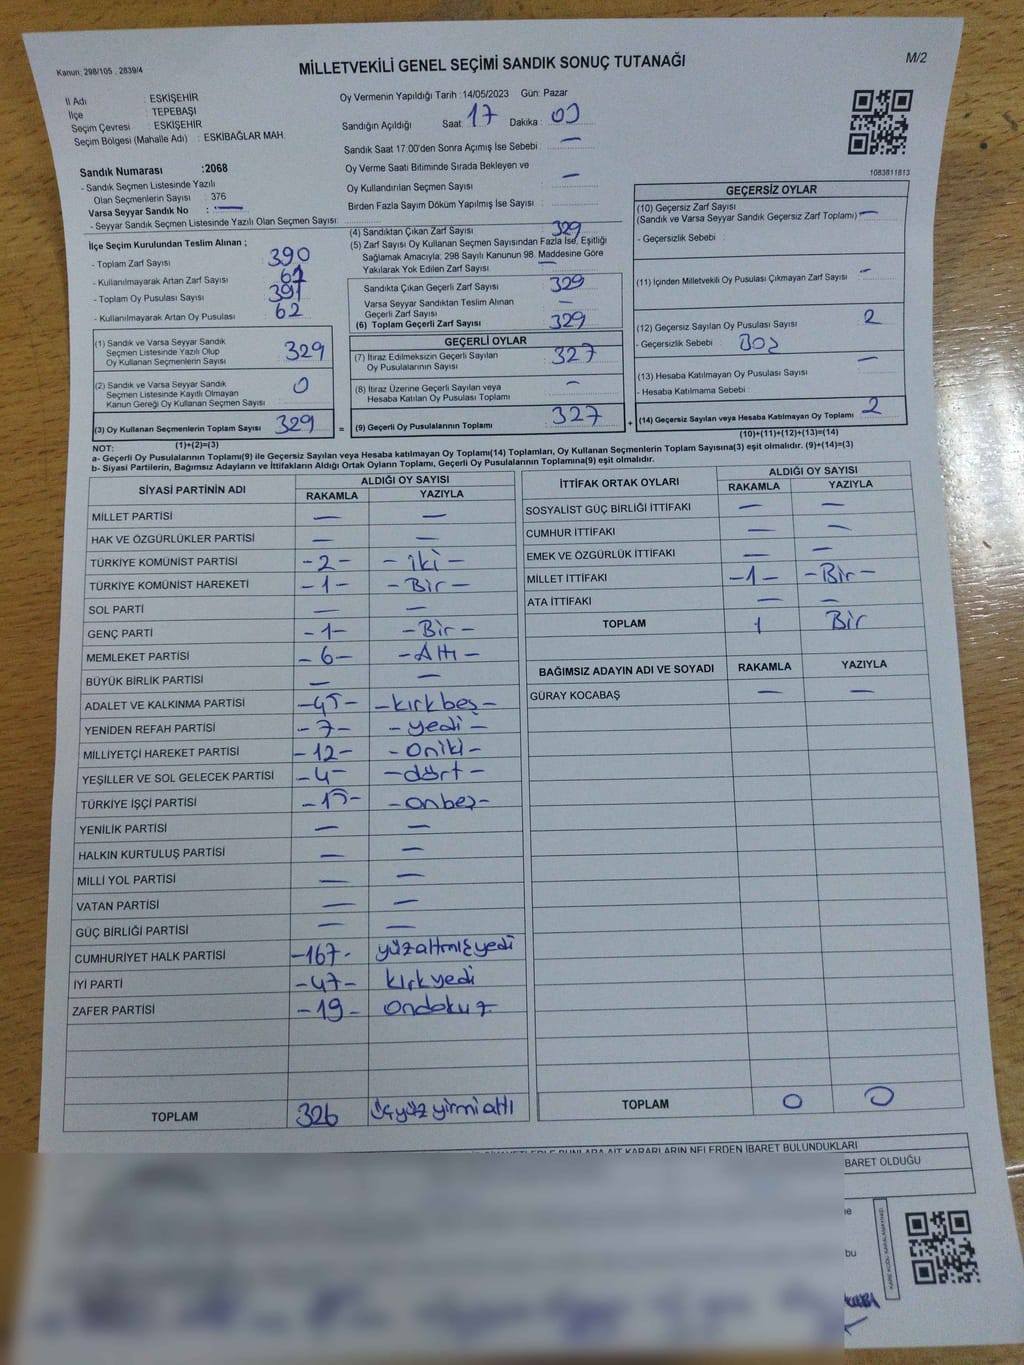 Kanun: 298/105 . 2839/4
MİLLETVEKİLİ GENEL SEÇİMİ SANDIK SONUÇ TUTANAĞI
M/2
İl Adı : ESKİŞEHİR
İlçe : TEPEBAŞI
Seçim Çevresi : ESKİŞEHİR
Seçim Bölgesi (Mahalle Adı) : ESKİBAĞLAR MAH.
Oy Vermenin Yapıldığı Tarih :14/05/2023 Gün: Pazar
Sandığın Açıldığı Saat: 17 Dakika :
Sandık Saat 17:00'den Sonra Açımış İse Sebebi : —
Oy Verme Saati Bitiminde Sırada Bekleyen ve
Oy Kullandırılan Seçmen Sayısı : —
Birden Fazla Sayım Döküm Yapılmış İse Sayısı :
1083811813
Sandık Numarası :2068
- Sandık Seçmen Listesinde Yazılı
Olan Seçmenlerin Sayısı : 376
Varsa Seyyar Sandık No : —
- Seyyar Sandık Seçmen Listesinde Yazılı Olan Seçmen Sayısı:
İlçe Seçim Kurulundan Teslim Alınan ;
- Toplam Zarf Sayısı : 390
- Kullanılmayarak Artan Zarf Sayısı : 61
- Toplam Oy Pusulası Sayısı : 391
- Kullanılmayarak Artan Oy Pusulası : 62
(1) Sandık ve Varsa Seyyar Sandık
Seçmen Listesinde Yazılı Olup
Oy Kullanan Seçmenlerin Sayısı : 329
(2) Sandık ve Varsa Seyyar Sandık
Seçmen Listesinde Kayıtlı Olmayan
Kanun Gereği Oy Kullanan Seçmen Sayısı : 0
(3) Oy Kullanan Seçmenlerin Toplam Sayısı : 329
(1)+(2)=(3)
(4) Sandıktan Çıkan Zarf Sayısı : 329
(5) Zarf Sayısı Oy Kullanan Seçmen Sayısından Fazla İse, Eşitliği
Sağlamak Amacıyla; 298 Sayılı Kanunun 98. Maddesine Göre
Yakılarak Yok Edilen Zarf Sayısı : —
Sandıkta Çıkan Geçerli Zarf Sayısı : 329
Varsa Seyyar Sandıktan Teslim Alınan
Geçerli Zarf Sayısı : —
(6) Toplam Geçerli Zarf Sayısı : 329
GEÇERLİ OYLAR
(7) İtiraz Edilmeksizin Geçerli Sayılan
Oy Pusulalarının Sayısı : 327
(8) İtiraz Üzerine Geçerli Sayılan veya
Hesaba Katılan Oy Pusulası Toplamı : —
= (9) Geçerli Oy Pusulalarının Toplamı : 327 +
GEÇERSİZ OYLAR
(10) Geçersiz Zarf Sayısı
(Sandık ve Varsa Seyyar Sandık Geçersiz Zarf Toplamı) : —
- Geçersizlik Sebebi :
(11) İçinden Milletvekili Oy Pusulası Çıkmayan Zarf Sayısı : —
(12) Geçersiz Sayılan Oy Pusulası Sayısı : 2
- Geçersizlik Sebebi : Boş
(13) Hesaba Katılmayan Oy Pusulası Sayısı : —
- Hesaba Katılmama Sebebi :
(14) Geçersiz Sayılan veya Hesaba Katılmayan Oy Toplamı : 2
(10)+(11)+(12)+(13)=(14)
NOT:
a- Geçerli Oy Pusulalarının Toplamı(9) ile Geçersiz Sayılan veya Hesaba katılmayan Oy Toplamı(14) Toplamları, Oy Kullanan Seçmenlerin Toplam Sayısına(3) eşit olmalıdır. (9)+(14)=(3)
b- Siyasi Partilerin, Bağımsız Adayların ve İttifakların Aldığı Ortak Oyların Toplamı, Geçerli Oy Pusulalarının Toplamına(9) eşit olmalıdır.
SİYASİ PARTİNİN ADI ALDIĞI OY SAYISI
RAKAMLA YAZIYLA
MİLLET PARTİSİ — —
HAK VE ÖZGÜRLÜKLER PARTİSİ — —
TÜRKİYE KOMÜNİST PARTİSİ -2- -iki-
TÜRKİYE KOMÜNİST HAREKETİ -1- -Bir-
SOL PARTİ — —
GENÇ PARTİ -1- -Bir-
MEMLEKET PARTİSİ -6- -Altı-
BÜYÜK BİRLİK PARTİSİ — —
ADALET VE KALKINMA PARTİSİ -45- -kırkbeş-
YENİDEN REFAH PARTİSİ -7- -yedi-
MİLLİYETÇİ HAREKET PARTİSİ -12- -oniki-
YEŞİLLER VE SOL GELECEK PARTİSİ -4- -dört-
TÜRKİYE İŞÇİ PARTİSİ -15- -onbeş-
YENİLİK PARTİSİ — —
HALKIN KURTULUŞ PARTİSİ — —
MİLLİ YOL PARTİSİ — —
VATAN PARTİSİ — —
GÜÇ BİRLİĞİ PARTİSİ — —
CUMHURİYET HALK PARTİSİ -167- yüzaltmışyedi
İYİ PARTİ -47- kırkyedi
ZAFER PARTİSİ -19- ondokuz
TOPLAM 326 üçyüzyirmialtı
İTTİFAK ORTAK OYLARI ALDIĞI OY SAYISI
RAKAMLA YAZIYLA
SOSYALİST GÜÇ BİRLİĞİ İTTİFAKI — —
CUMHUR İTTİFAKI — —
EMEK VE ÖZGÜRLÜK İTTİFAKI — —
MİLLET İTTİFAKI -1- -Bir-
ATA İTTİFAKI — —
TOPLAM 1 Bir
BAĞIMSIZ ADAYIN ADI VE SOYADI RAKAMLA YAZIYLA
GÜRAY KOCABAŞ — —
TOPLAM 0 0
BUNLARA AİT KARARLARIN NELERDEN İBARET BULUNDUKLARI
BARET OLDUĞU